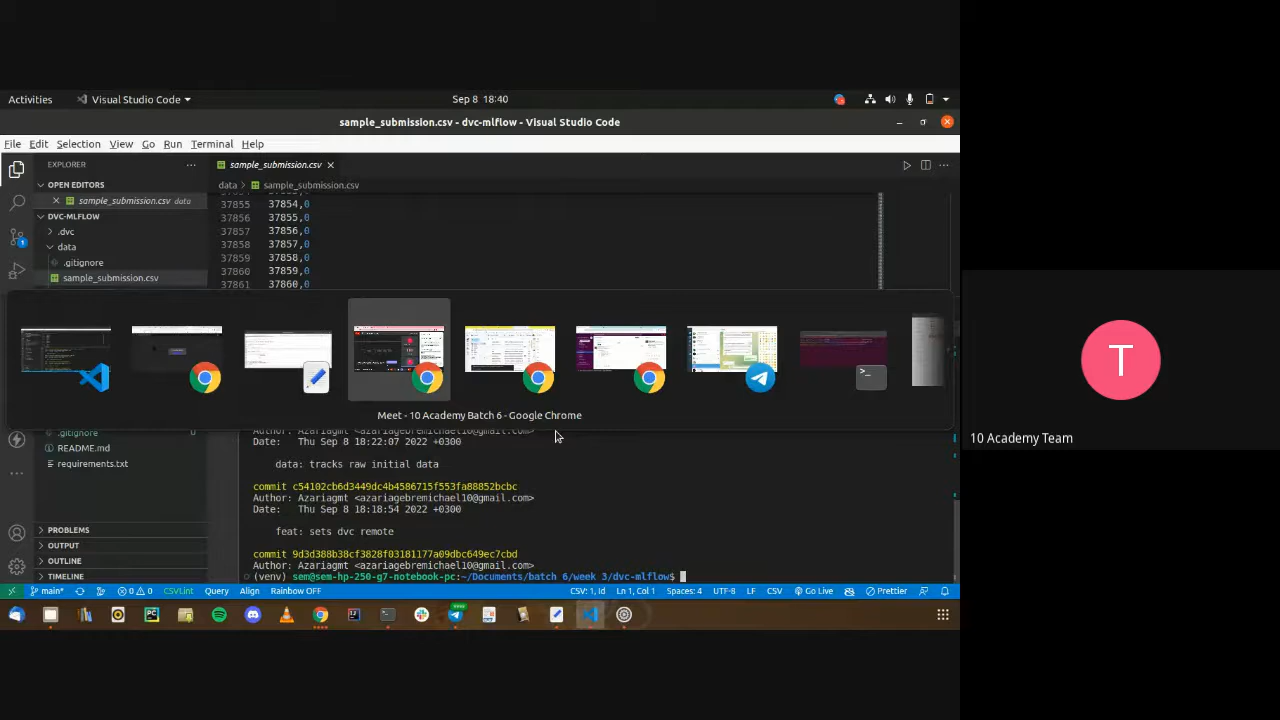 Activities
Visual Studio Code
Sep 8 18:40
sample_submission.csv - dvc-mlflow - Visual Studio Code
File Edit Selection View Go Run Terminal Help
EXPLORER
sample_submission.csv
OPEN EDITORS
data > sample_submission.csv
sample_submission.csv data
DVC-MLFLOW
.dvc
data
.gitignore
sample_submission.csv
37855 37854,0
37856 37855,0
37857 37856,0
37858 37857,0
37859 37858,0
37860 37859,0
37861 37860,0
Meet - 10 Academy Batch 6 - Google Chrome
.gitignore
README.md
requirements.txt
Author: Azariagmt <azariagebremichael10@gmail.com>
Date: Thu Sep 8 18:22:07 2022 +0300
data: tracks raw initial data
commit c54102cb6d3449dc4b4586715f553fa88852bcbc
Author: Azariagmt <azariagebremichael10@gmail.com>
Date: Thu Sep 8 18:18:54 2022 +0300
feat: sets dvc remote
commit 9d3d388b38cf3828f03181177a09dbc649ec7cbd
Author: Azariagmt <azariagebremichael10@gmail.com>
(venv) sem@sem-hp-250-g7-notebook-pc:~/Documents/batch 6/week 3/dvc-mlflow$
PROBLEMS
OUTPUT
OUTLINE
TIMELINE
main* 0 0 CSVLint Query Align Rainbow OFF CSV: 1, Id Ln 1, Col 1 Spaces: 4 UTF-8 LF CSV Go Live Prettier
T
10 Academy Team